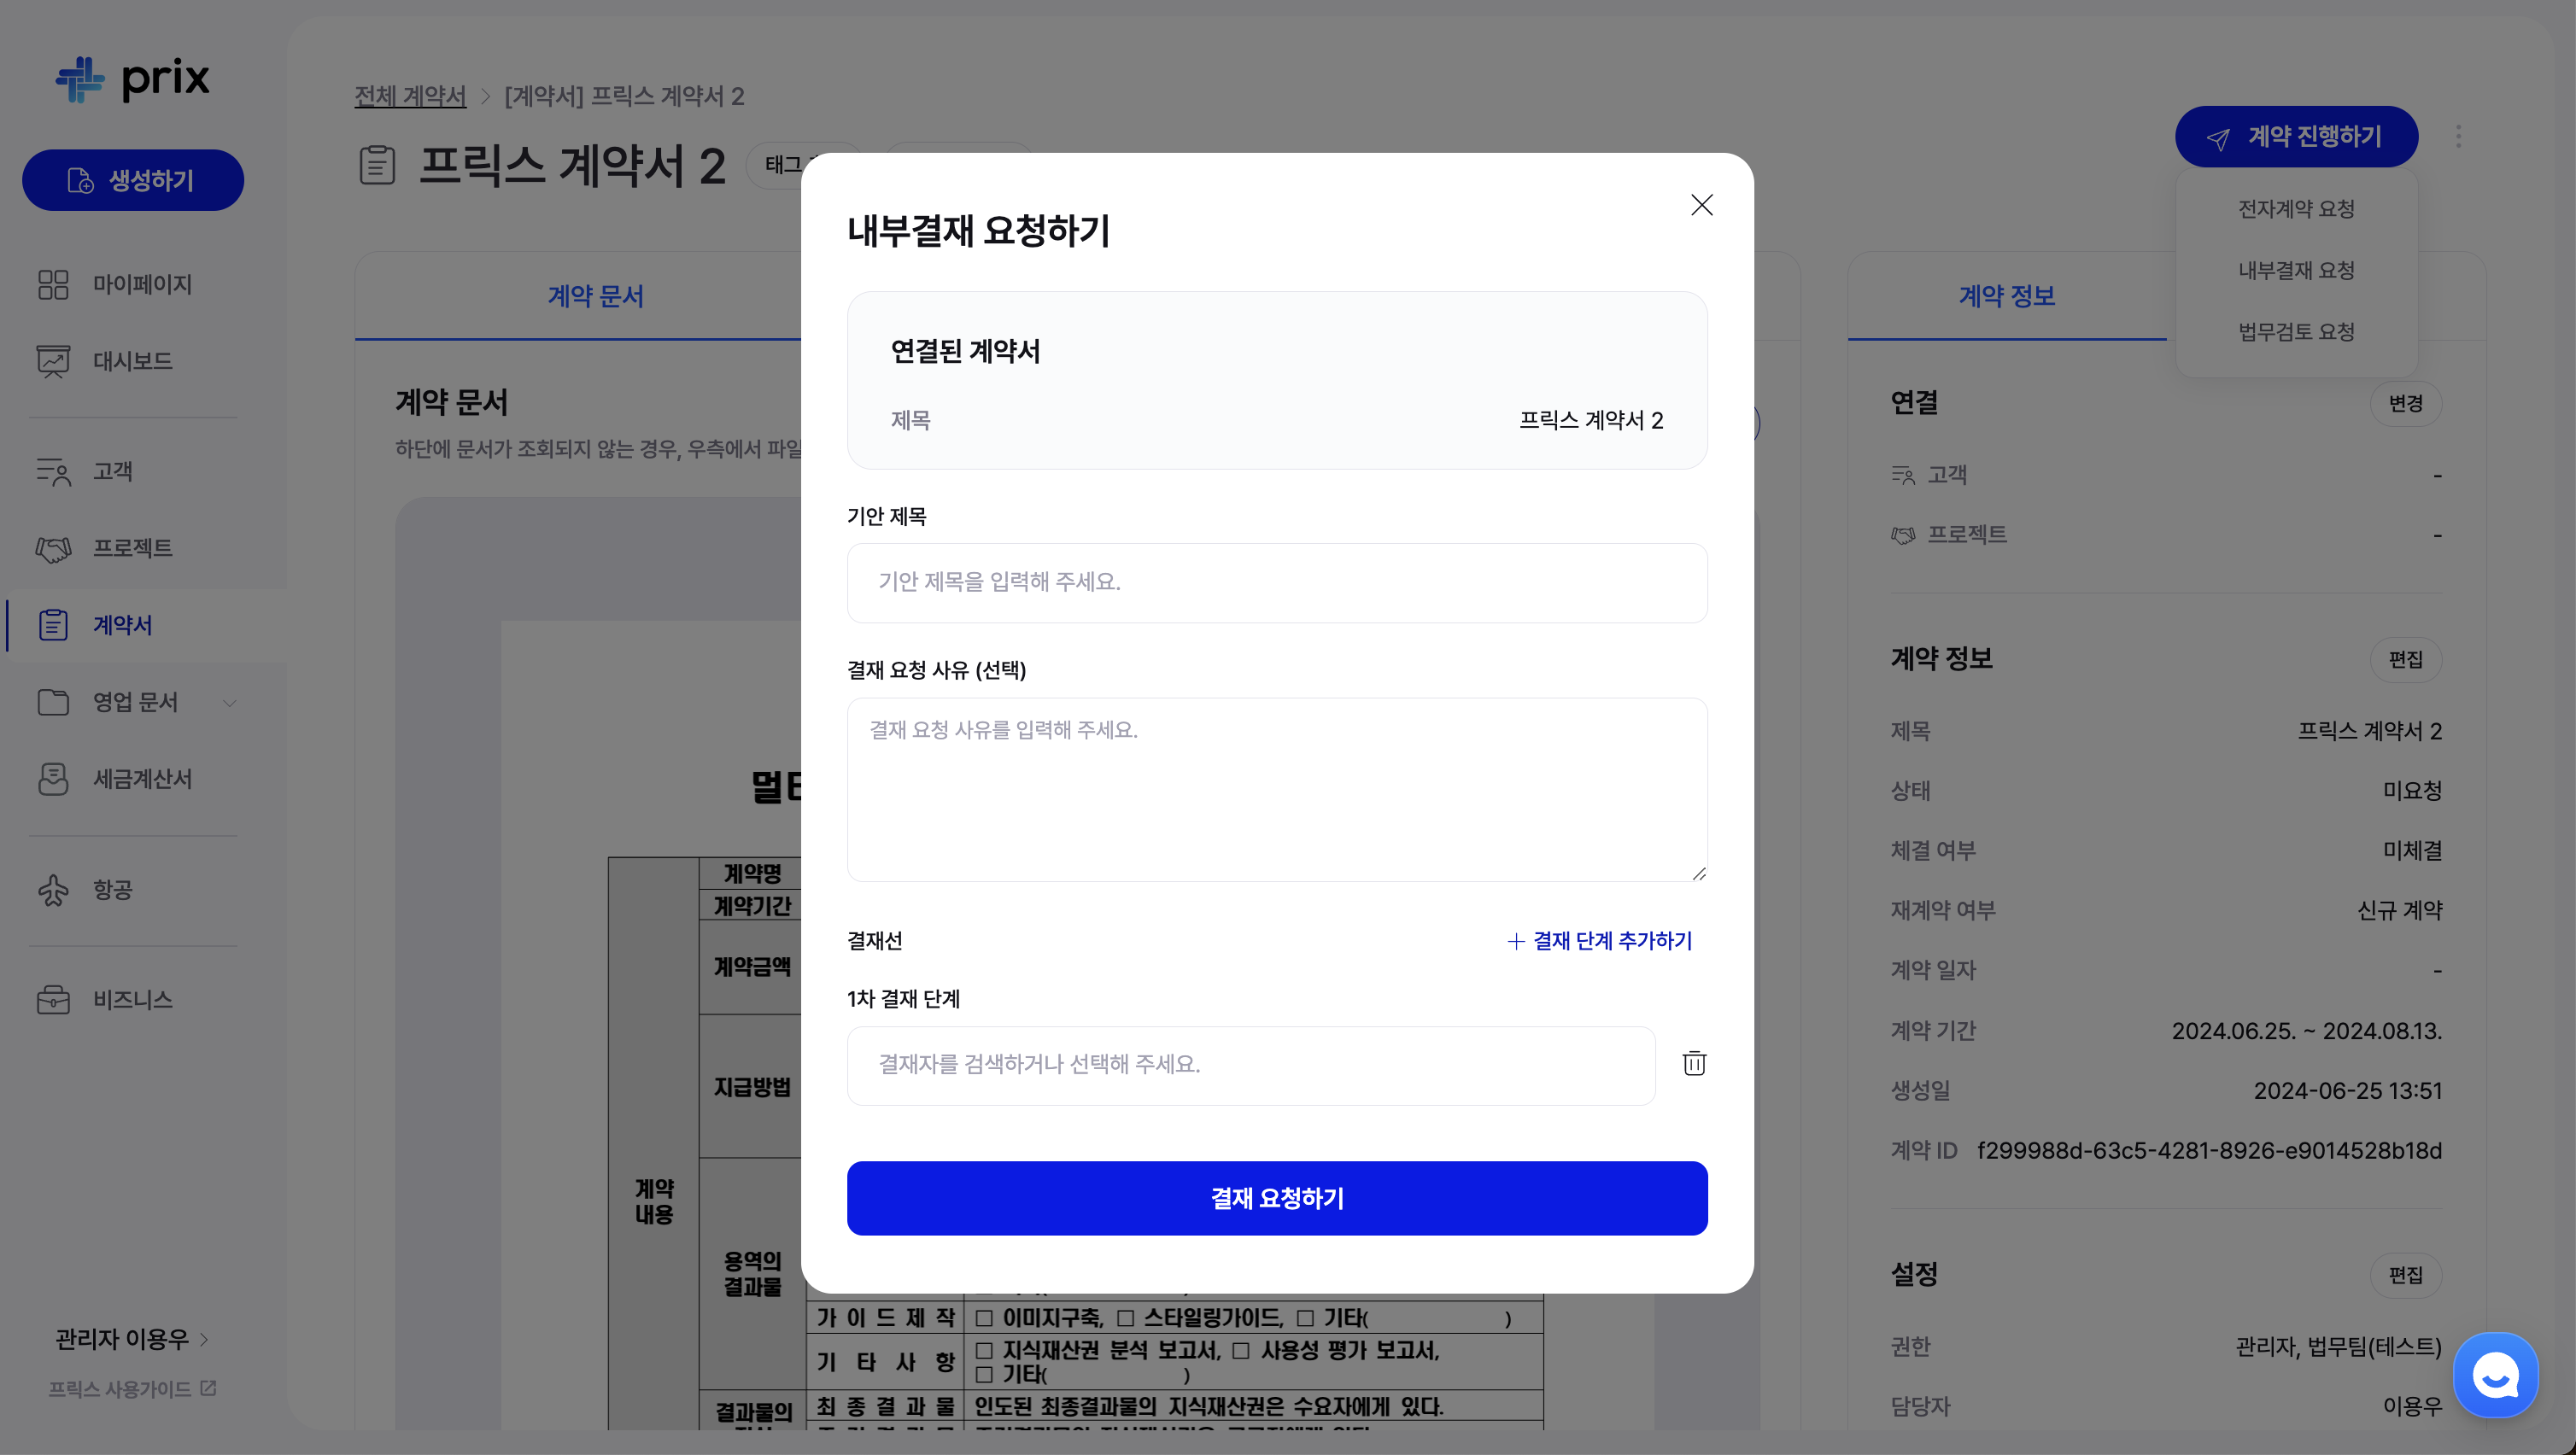 prix
생성하기
마이페이지
대시보드
고객
프로젝트
계약서
영업 문서
세금계산서
항공
비즈니스
관리자 이용우
프릭스 사용가이드
전체 계약서 > [계약서] 프릭스 계약서 2
프릭스 계약서 2
태그
계약 진행하기
전자계약 요청
내부결재 요청
법무검토 요청
계약 문서
계약 문서
하단에 문서가 조회되지 않는 경우, 우측에서 파일
계약명
계약기간
계약금액
지급방법
계약
내용
용역의
결과물
가 이 드 제 작 □ 이미지구축, □ 스타일링가이드, □ 기타( )
기 타 사 항 □ 지식재산권 분석 보고서, □ 사용성 평가 보고서,
□ 기타( )
결과물의 최 종 결 과 물 인도된 최종결과물의 지식재산권은 수요자에게 있다.
내부결재 요청하기
연결된 계약서
제목 프릭스 계약서 2
기안 제목
기안 제목을 입력해 주세요.
결재 요청 사유 (선택)
결재 요청 사유를 입력해 주세요.
결재선 + 결재 단계 추가하기
1차 결재 단계
결재자를 검색하거나 선택해 주세요.
결재 요청하기
계약 정보
연결 변경
고객 -
프로젝트 -
계약 정보 편집
제목 프릭스 계약서 2
상태 미요청
체결 여부 미체결
재계약 여부 신규 계약
계약 일자 -
계약 기간 2024.06.25. ~ 2024.08.13.
생성일 2024-06-25 13:51
계약 ID f299988d-63c5-4281-8926-e9014528b18d
설정 편집
권한 관리자, 법무팀(테스트)
담당자 이용우